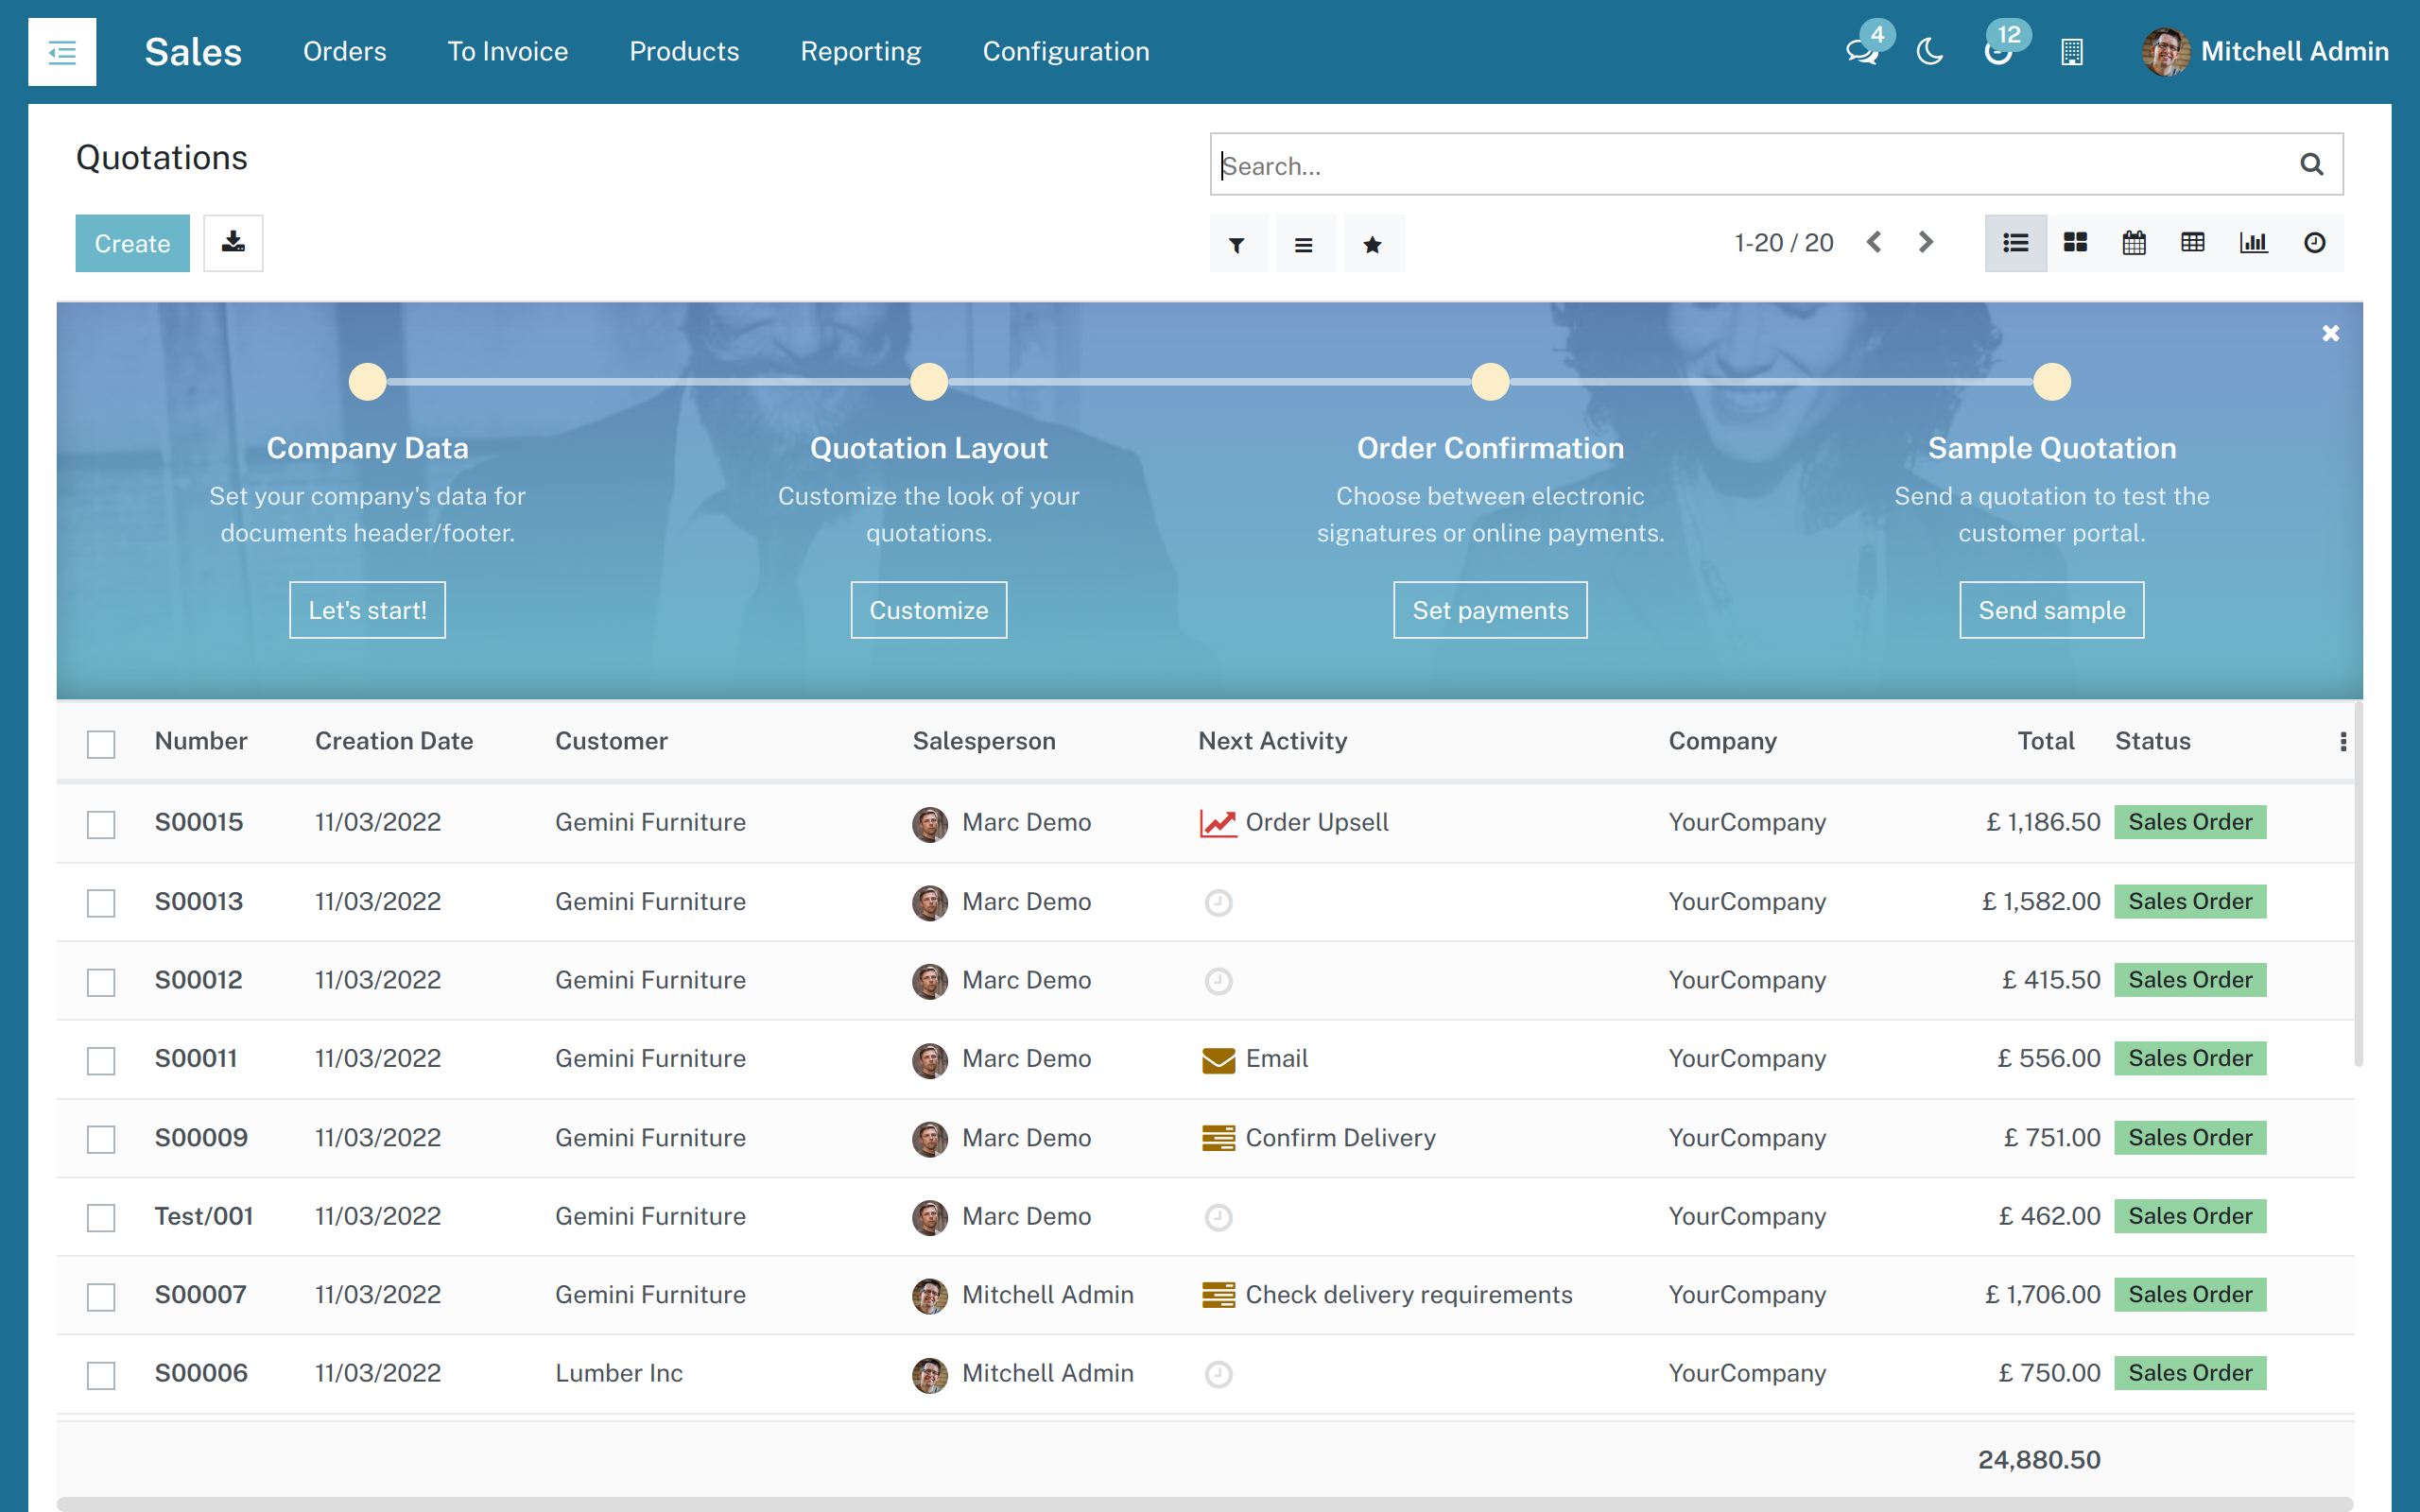 Sales Orders To Invoice Products Reporting Configuration 4 12 Mitchell Admin
Quotations
Search...
Create
1-20 / 20
Company Data
Set your company's data for
documents header/footer.
Let's start!
Quotation Layout
Customize the look of your
quotations.
Customize
Order Confirmation
Choose between electronic
signatures or online payments.
Set payments
Sample Quotation
Send a quotation to test the
customer portal.
Send sample
Number Creation Date Customer Salesperson Next Activity Company Total Status
S00015 11/03/2022 Gemini Furniture Marc Demo Order Upsell YourCompany £ 1,186.50 Sales Order
S00013 11/03/2022 Gemini Furniture Marc Demo YourCompany £ 1,582.00 Sales Order
S00012 11/03/2022 Gemini Furniture Marc Demo YourCompany £ 415.50 Sales Order
S00011 11/03/2022 Gemini Furniture Marc Demo Email YourCompany £ 556.00 Sales Order
S00009 11/03/2022 Gemini Furniture Marc Demo Confirm Delivery YourCompany £ 751.00 Sales Order
Test/001 11/03/2022 Gemini Furniture Marc Demo YourCompany £ 462.00 Sales Order
S00007 11/03/2022 Gemini Furniture Mitchell Admin Check delivery requirements YourCompany £ 1,706.00 Sales Order
S00006 11/03/2022 Lumber Inc Mitchell Admin YourCompany £ 750.00 Sales Order
24,880.50